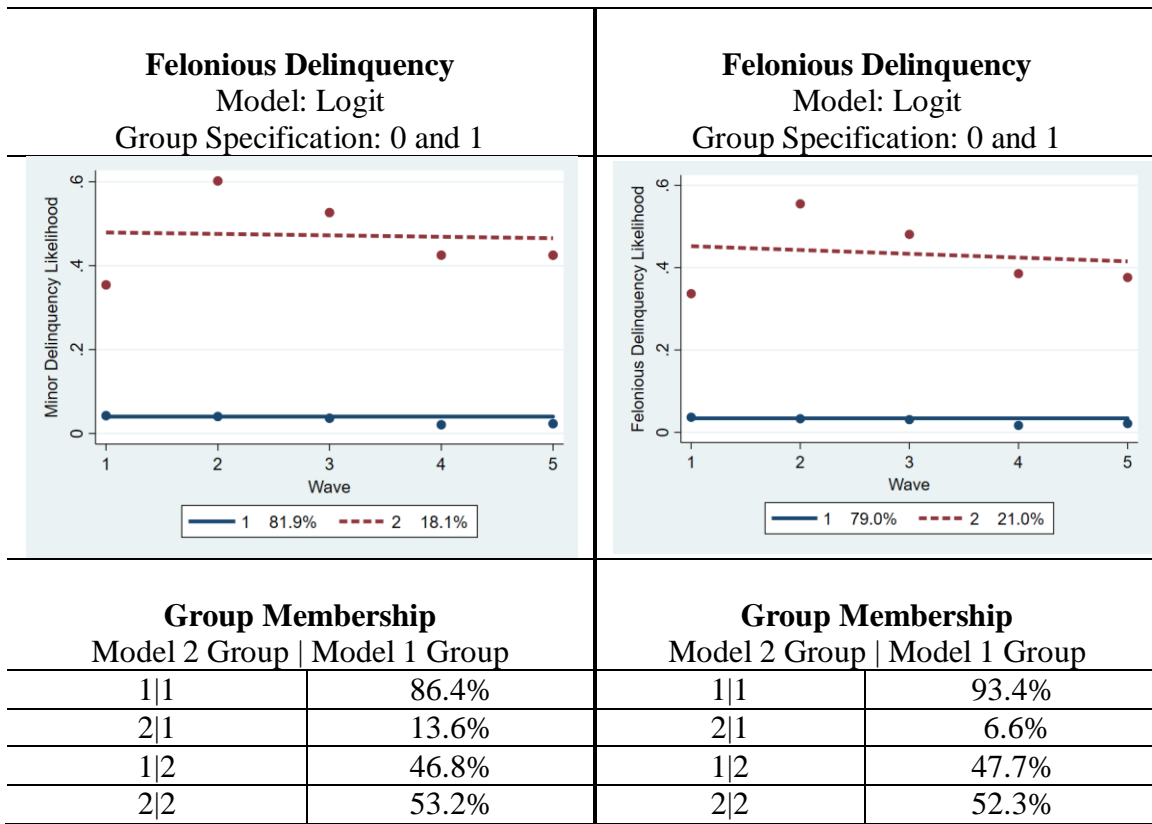 Felonious Delinquency
Model: Logit
Group Specification: 0 and 1
Felonious Delinquency
Model: Logit
Group Specification: 0 and 1
Minor Delinquency Likelihood
.6
.4
.2
0
1 2 3 4 5
Wave
1 81.9% 2 18.1%
Felonious Delinquency Likelihood
.6
.4
.2
0
1 2 3 4 5
Wave
1 79.0% 2 21.0%
Group Membership
Model 2 Group | Model 1 Group
Group Membership
Model 2 Group | Model 1 Group
1|1 86.4% 1|1 93.4%
2|1 13.6% 2|1 6.6%
1|2 46.8% 1|2 47.7%
2|2 53.2% 2|2 52.3%